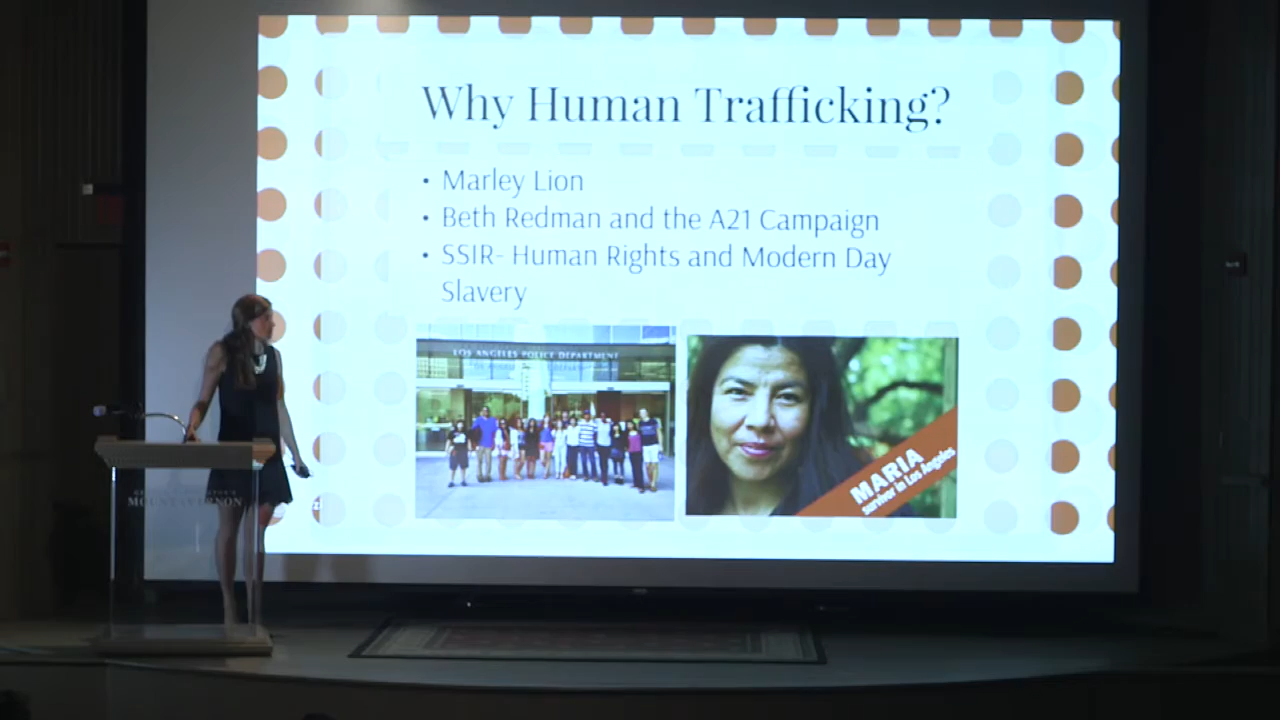 Why Human Trafficking?
• Marley Lion
• Beth Redman and the A21 Campaign
• SSIR- Human Rights and Modern Day
Slavery
LOS ANGELES POLICE DEPARTMENT
MARIA
survivor in Los Angeles
MOUNT VERNON